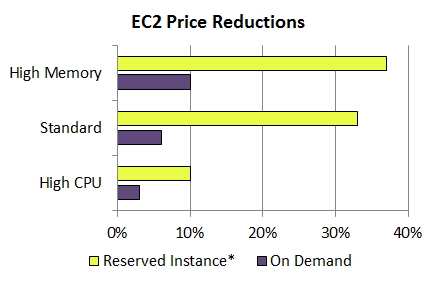 EC2 Price Reductions
High Memory
Standard
High CPU
0% 10% 20% 30% 40%
Reserved Instance* On Demand